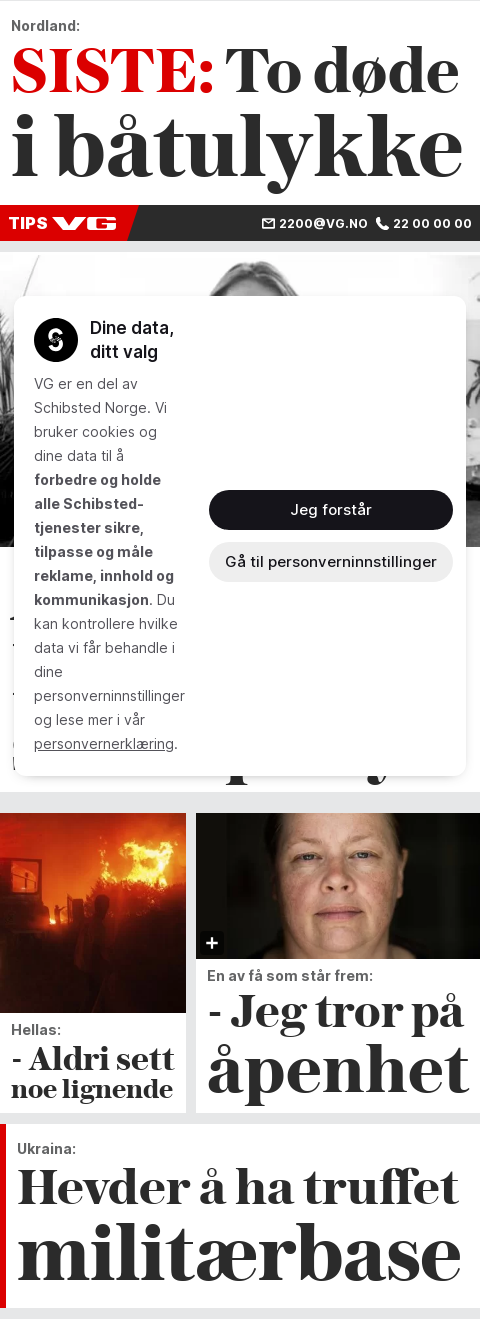 Nordland:
SISTE: To døde
i båtulykke
TIPS VG
2200@VG.NO 22 00 00 00
Dine data,
ditt valg
VG er en del av
Schibsted Norge. Vi
bruker cookies og
dine data til å
forbedre og holde
alle Schibsted-
tjenester sikre,
tilpasse og måle
reklame, innhold og
kommunikasjon. Du
kan kontrollere hvilke
data vi får behandle i
dine
personverninnstillinger
og lese mer i vår
personvernerklæring.
Jeg forstår
Gå til personverninnstillinger
Hellas:
- Aldri sett
noe lignende
En av få som står frem:
- Jeg tror på
åpenhet
Ukraina:
Hevder å ha truffet
militærbase